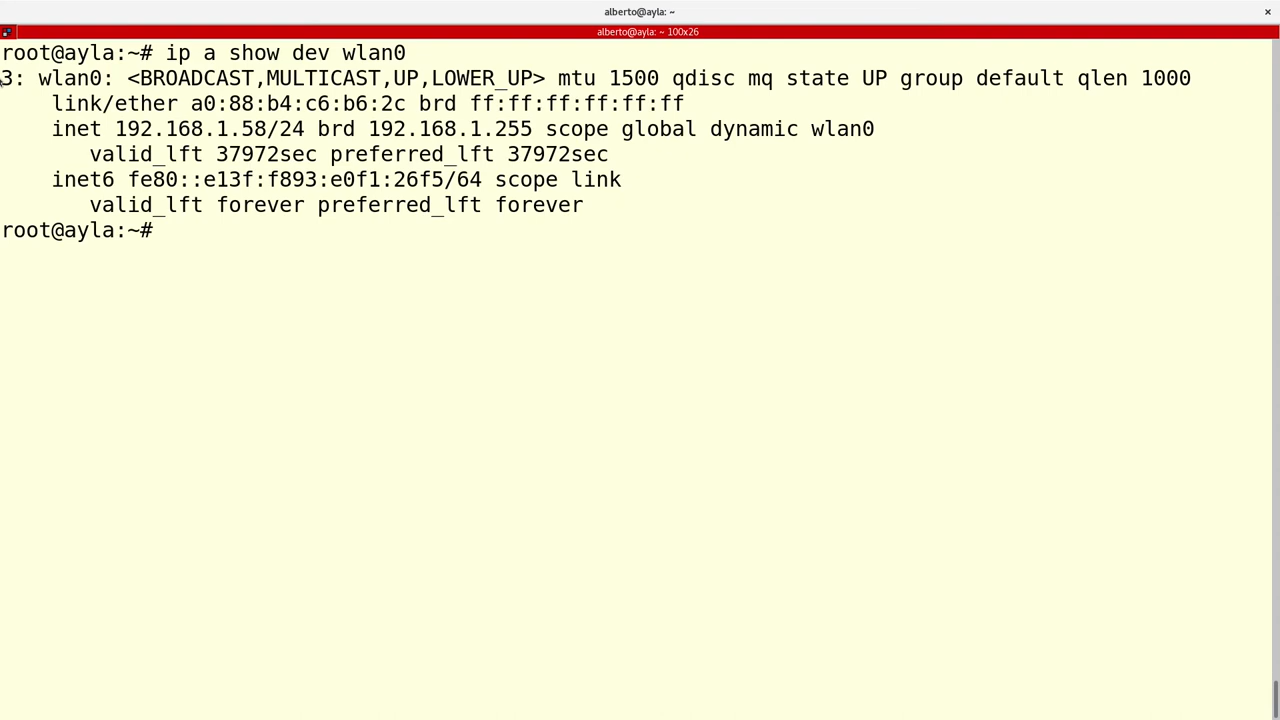 alberto@ayla: ~
alberto@ayla: ~ 100x26
root@ayla:~# ip a show dev wlan0
3: wlan0: <BROADCAST,MULTICAST,UP,LOWER_UP> mtu 1500 qdisc mq state UP group default qlen 1000
    link/ether a0:88:b4:c6:b6:2c brd ff:ff:ff:ff:ff:ff
    inet 192.168.1.58/24 brd 192.168.1.255 scope global dynamic wlan0
       valid_lft 37972sec preferred_lft 37972sec
    inet6 fe80::e13f:f893:e0f1:26f5/64 scope link
       valid_lft forever preferred_lft forever
root@ayla:~#